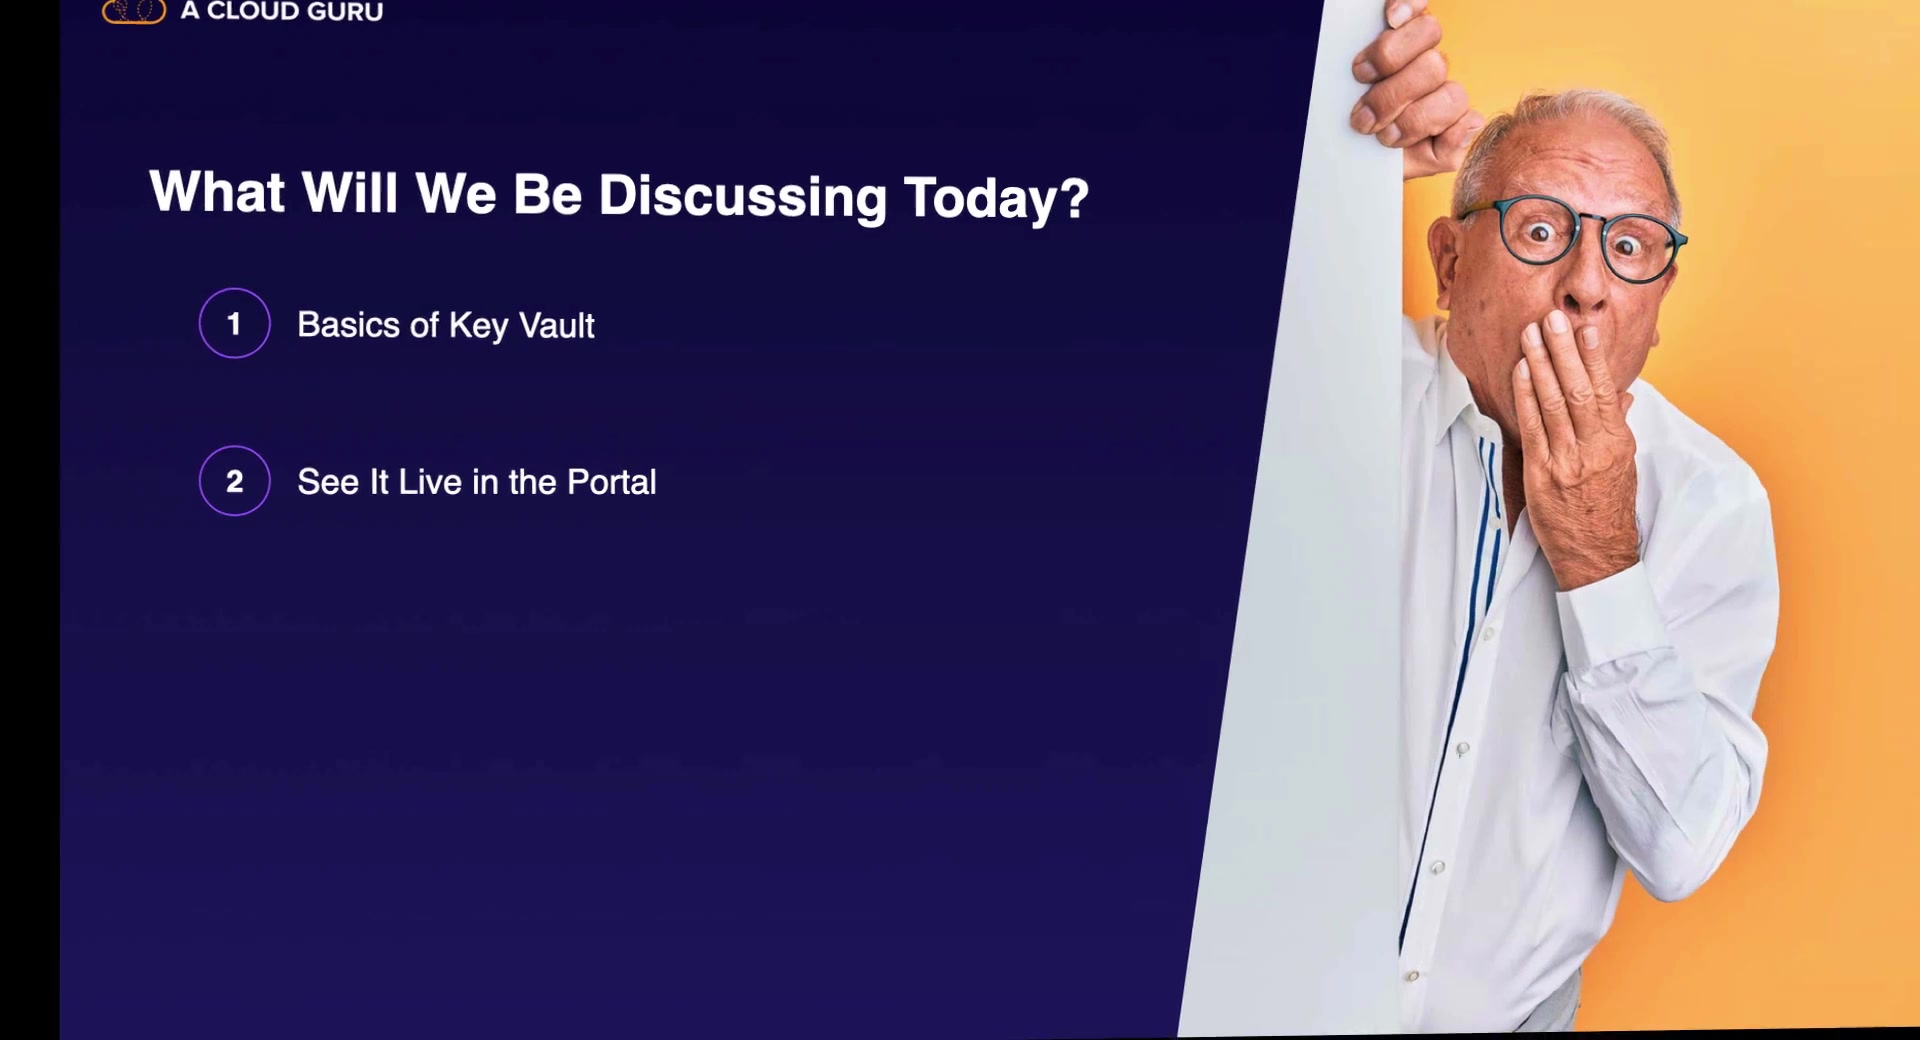 A CLOUD GURU
What Will We Be Discussing Today?
1 Basics of Key Vault
2 See It Live in the Portal